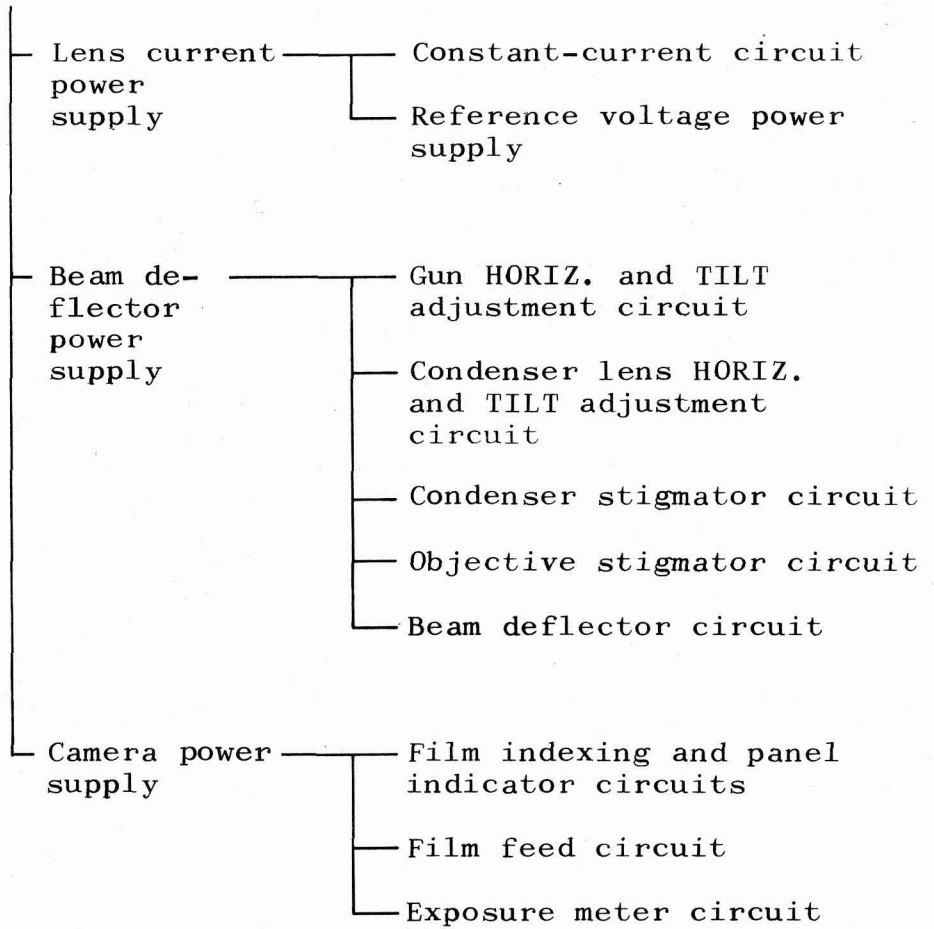 Lens current
power
supply
Constant-current circuit
Reference voltage power
supply
Beam de-
flector
power
supply
Gun HORIZ. and TILT
adjustment circuit
Condenser lens HORIZ.
and TILT adjustment
circuit
Condenser stigmator circuit
Objective stigmator circuit
Beam deflector circuit
Camera power
supply
Film indexing and panel
indicator circuits
Film feed circuit
Exposure meter circuit